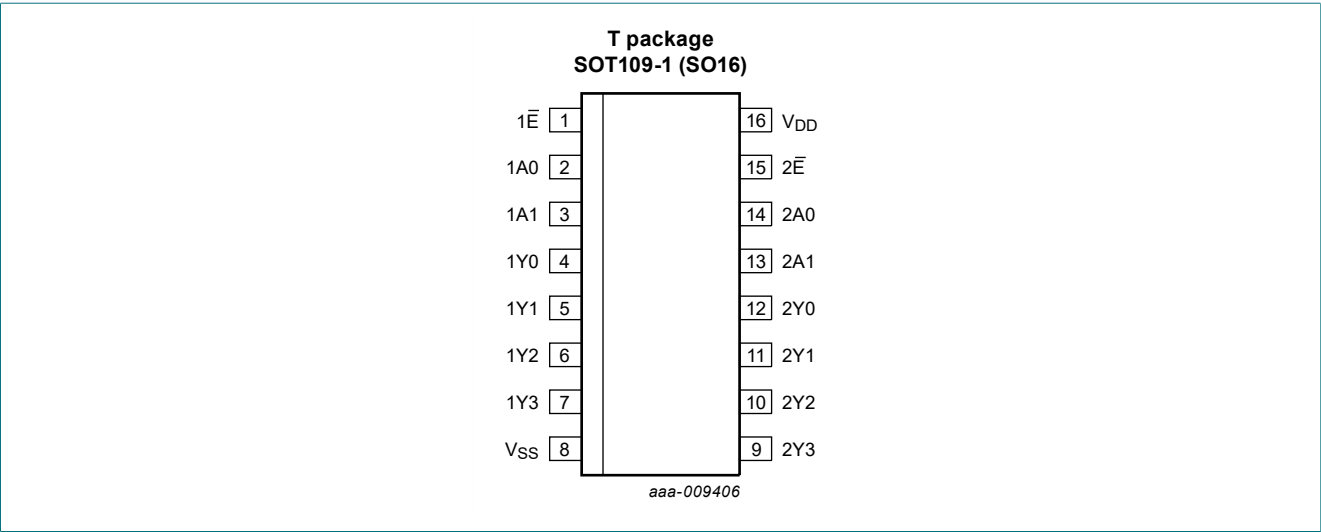 T package
SOT109-1 (SO16)
1E̅ 1 16 VDD
1A0 2 15 2E̅
1A1 3 14 2A0
1Y0 4 13 2A1
1Y1 5 12 2Y0
1Y2 6 11 2Y1
1Y3 7 10 2Y2
VSS 8 9 2Y3
aaa-009406